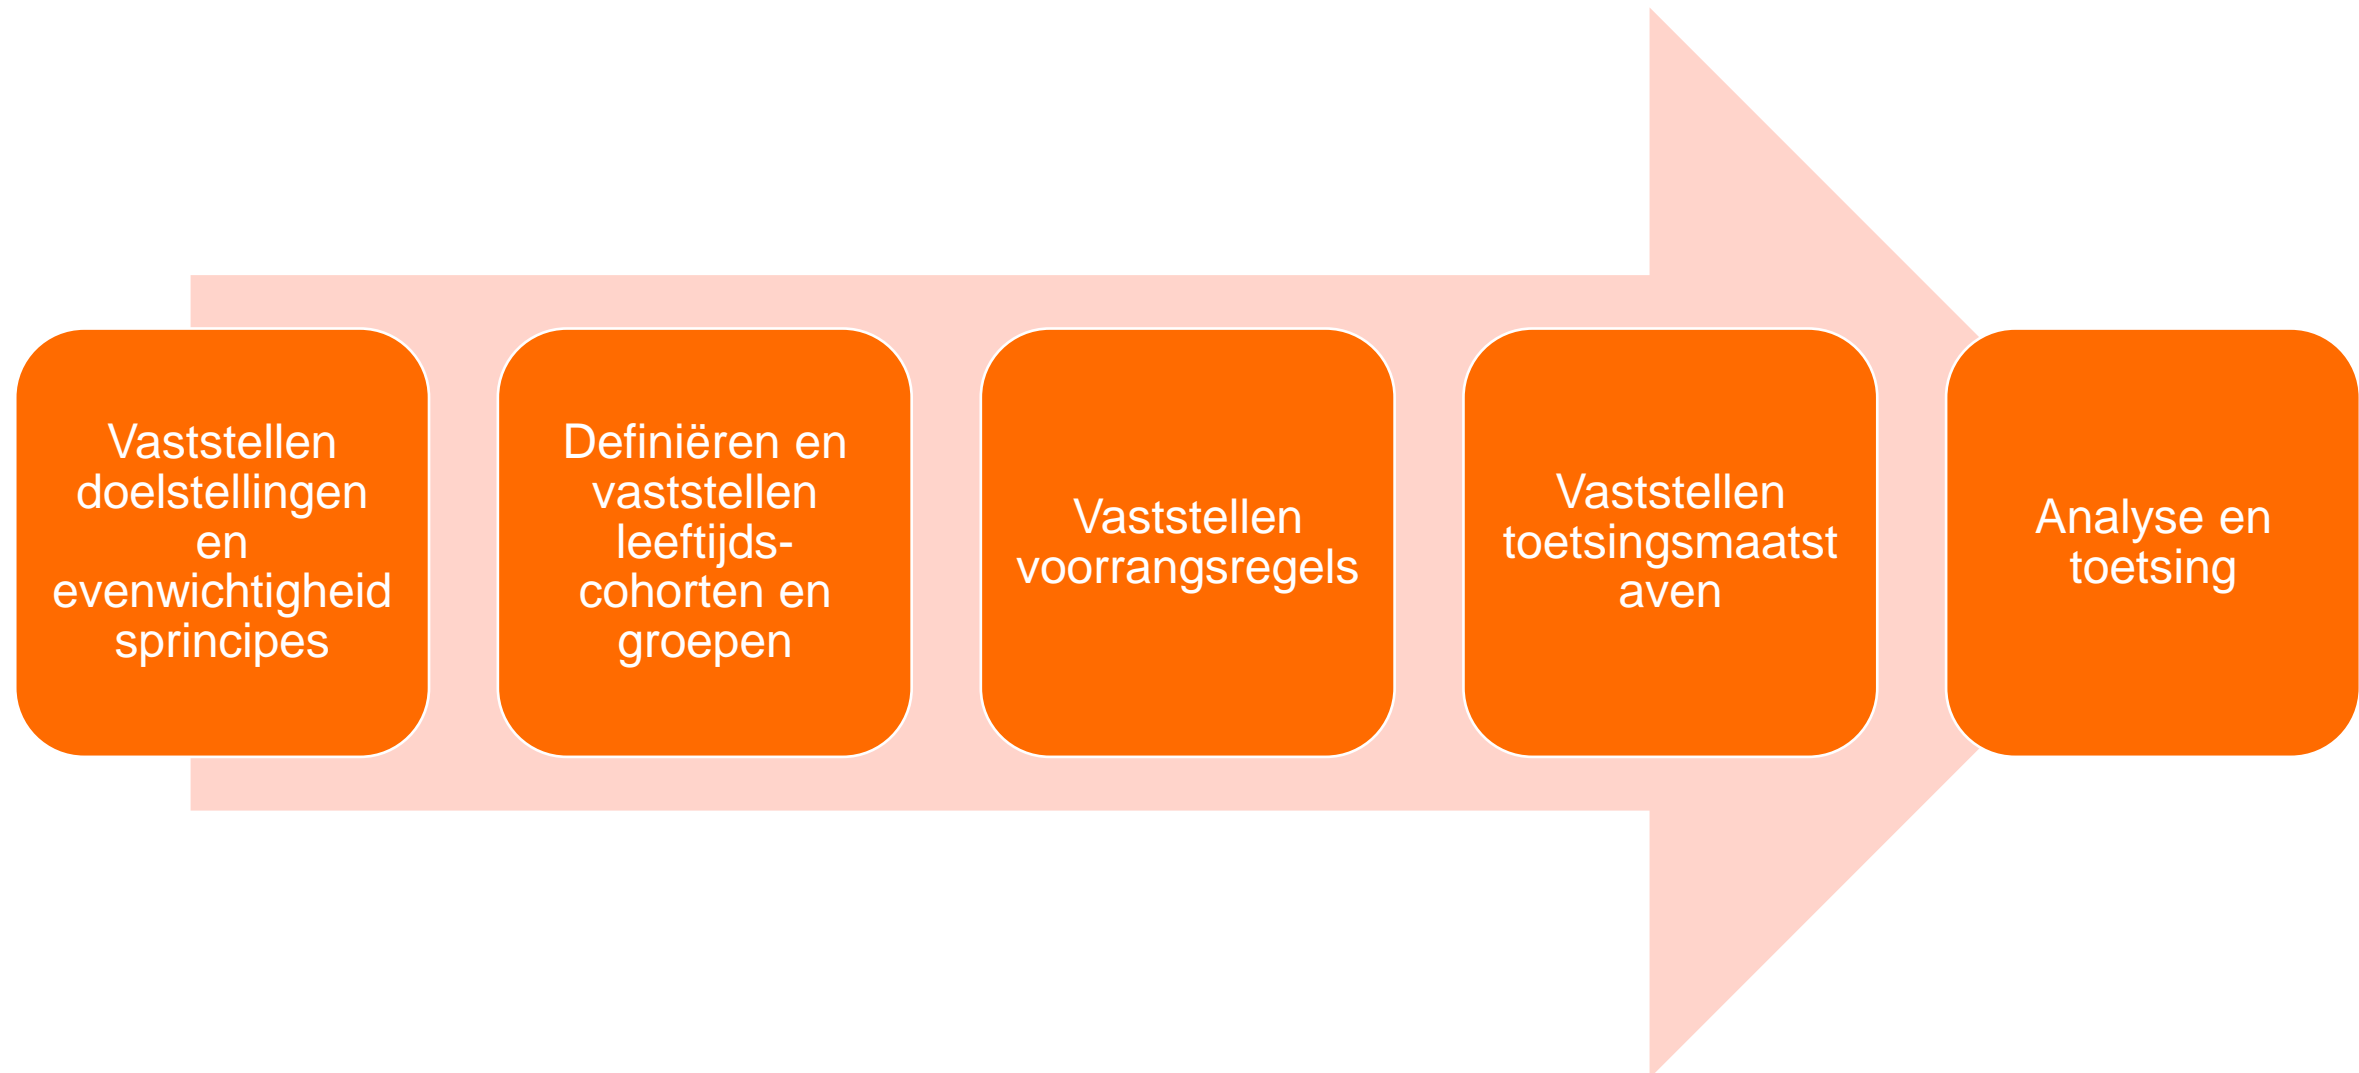 Vaststellen
doelstellingen
en
evenwichtigheid
sprincipes
Definiëren en
vaststellen
leeftijds-
cohorten en
groepen
Vaststellen
voorrangsregels
Vaststellen
toetsingsmaatst
aven
Analyse en
toetsing